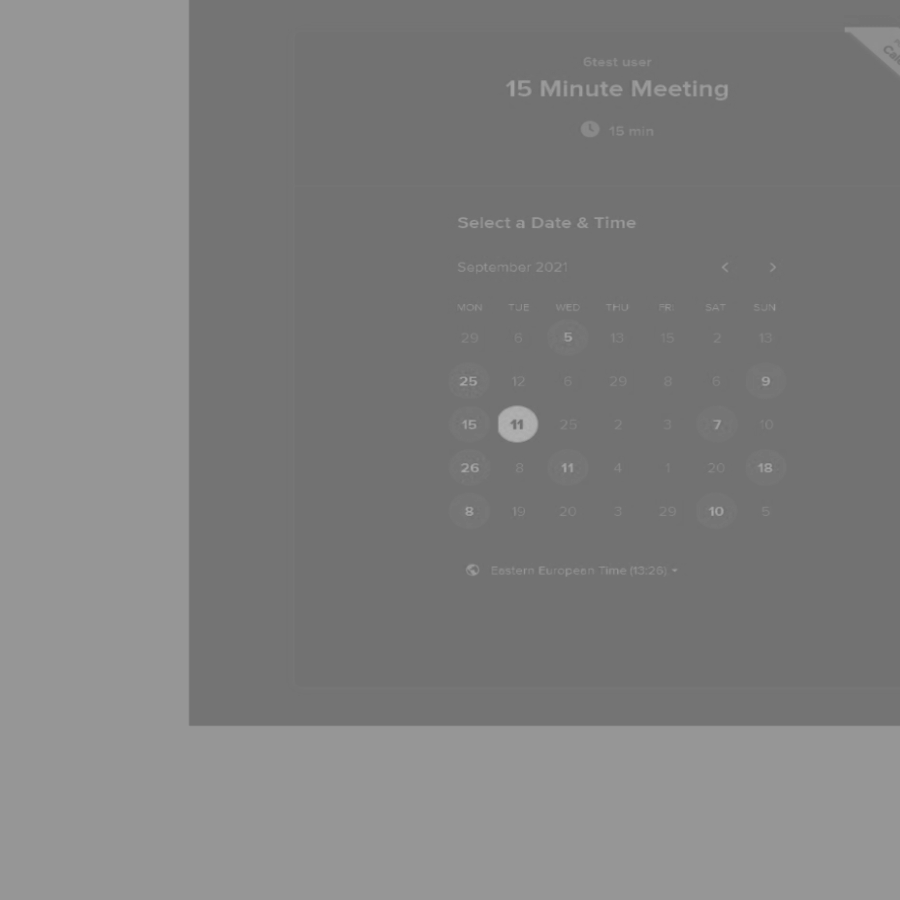 6test user
15 Minute Meeting
15 min
Select a Date & Time
September 2021 < >
MON TUE WED THU FRI SAT SUN
29 6 5 13 15 2 13
25 12 6 29 8 6 9
15 11 25 2 3 7 10
26 8 11 4 1 20 18
8 19 20 3 29 10 5
Eastern European Time (13:26)